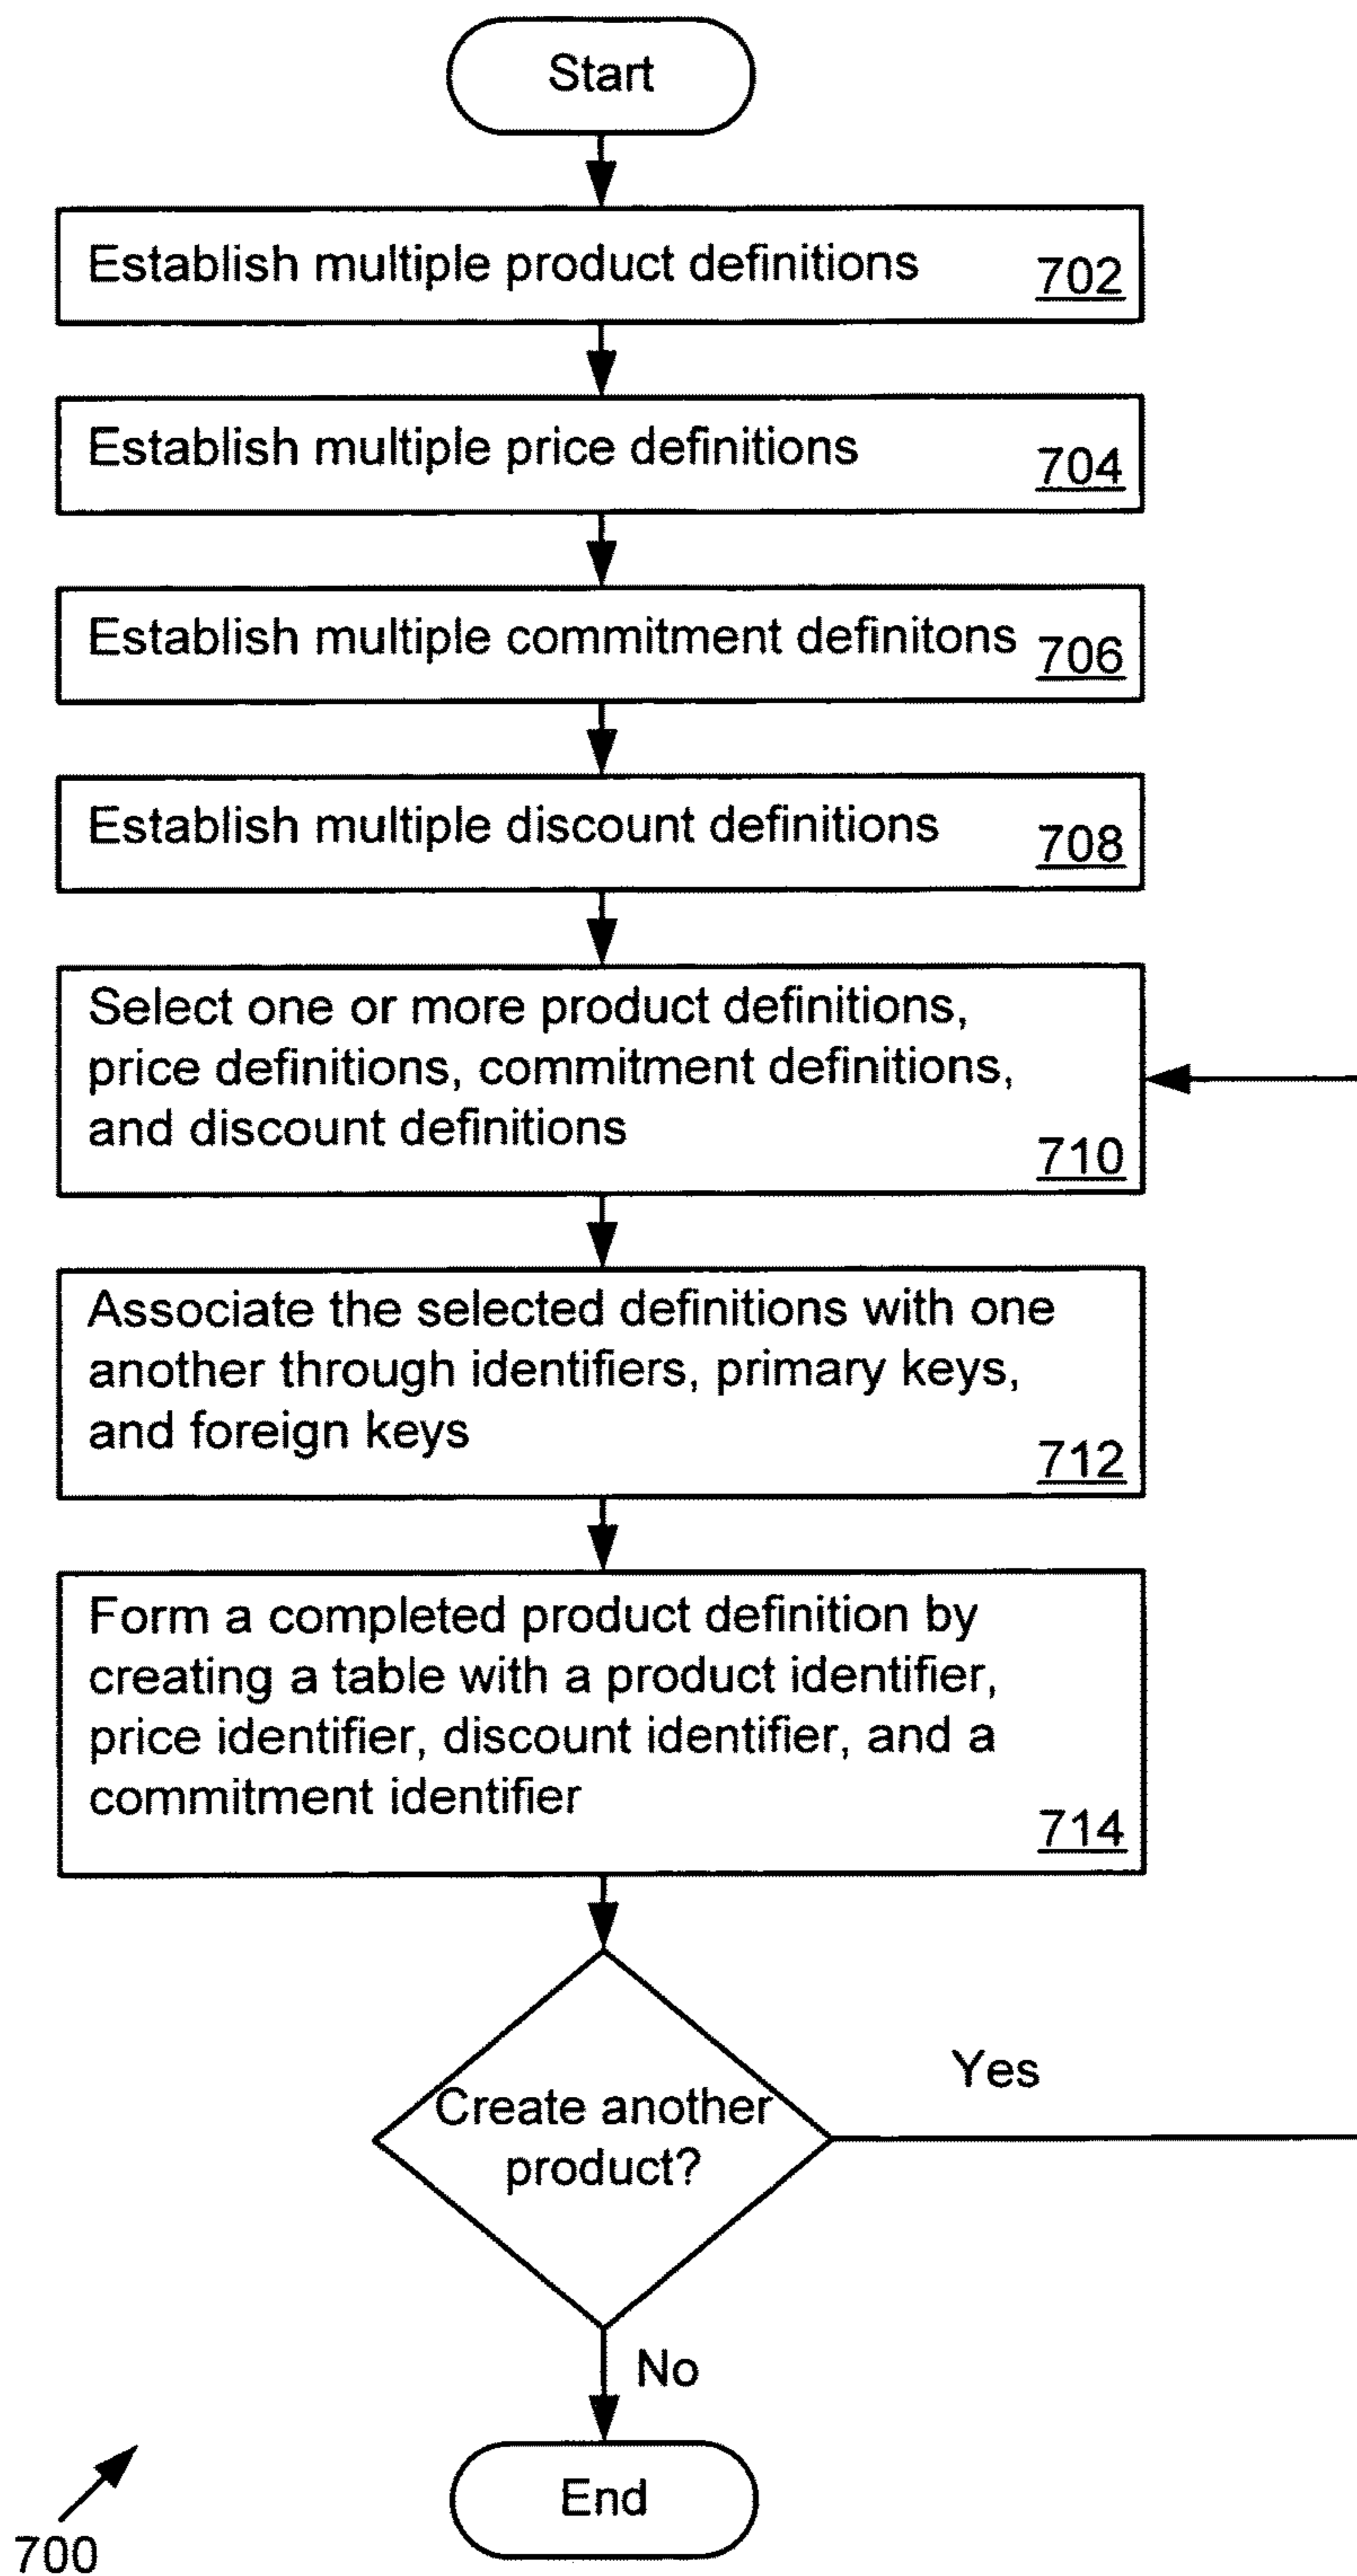 Start
Establish multiple product definitions
702
Establish multiple price definitions
704
Establish multiple commitment definitons
706
Establish multiple discount definitions
708
Select one or more product definitions,
price definitions, commitment definitions,
and discount definitions
710
Associate the selected definitions with one
another through identifiers, primary keys,
and foreign keys
712
Form a completed product definition by
creating a table with a product identifier,
price identifier, discount identifier, and a
commitment identifier
714
Create another
product?
Yes
No
End
700